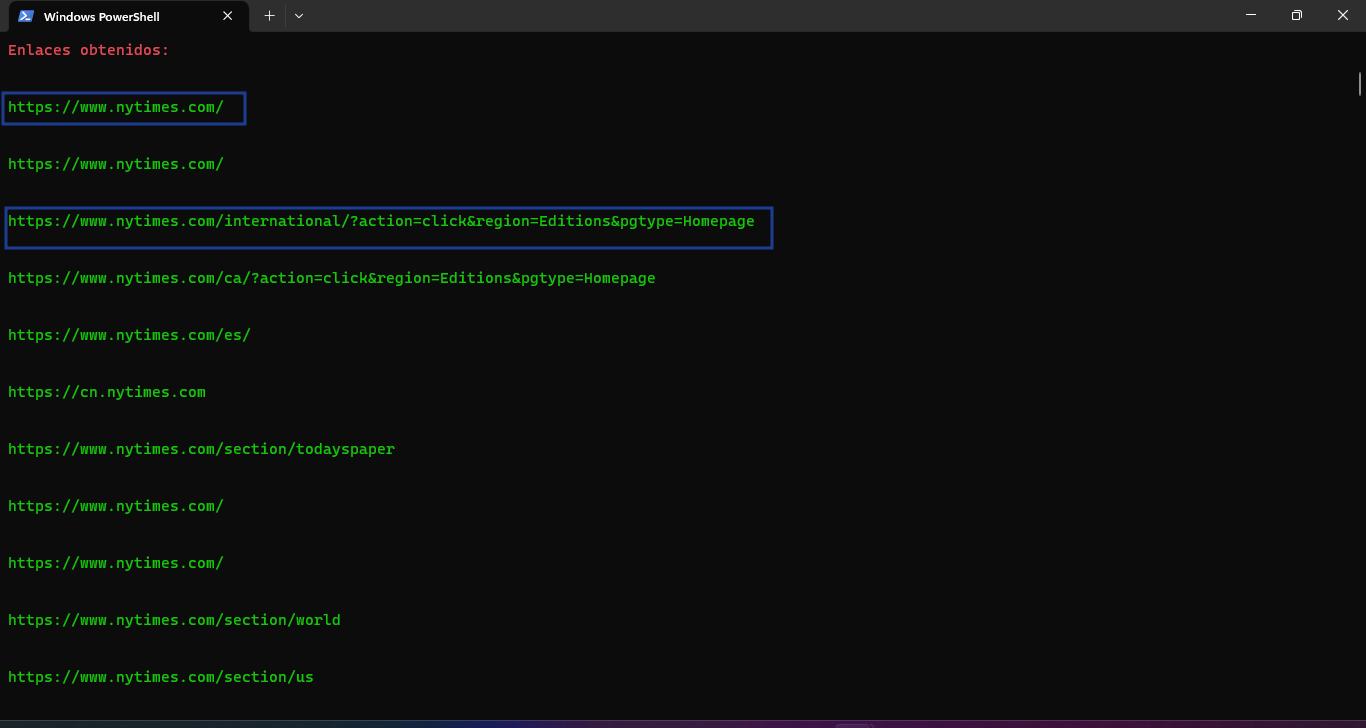 Windows PowerShell
Enlaces obtenidos:
https://www.nytimes.com/
https://www.nytimes.com/
https://www.nytimes.com/international/?action=click&region=Editions&pgtype=Homepage
https://www.nytimes.com/ca/?action=click&region=Editions&pgtype=Homepage
https://www.nytimes.com/es/
https://cn.nytimes.com
https://www.nytimes.com/section/todayspaper
https://www.nytimes.com/
https://www.nytimes.com/
https://www.nytimes.com/section/world
https://www.nytimes.com/section/us